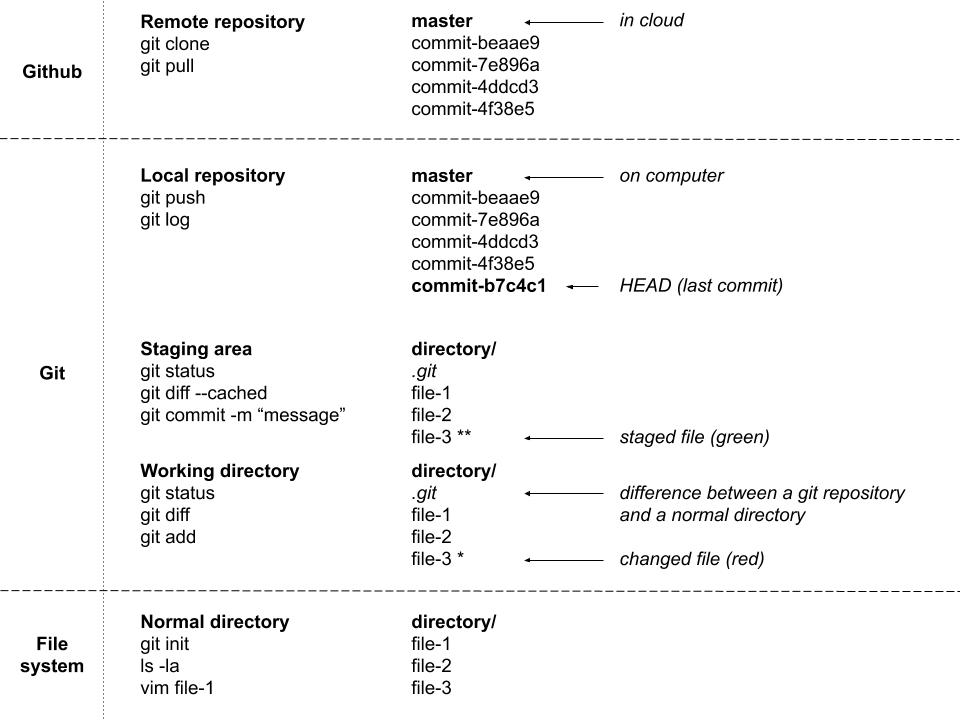 Github
Remote repository
git clone
git pull
master
commit-beaae9
commit-7e896a
commit-4ddcd3
commit-4f38e5
in cloud
Git
Local repository
git push
git log
master
commit-beaae9
commit-7e896a
commit-4ddcd3
commit-4f38e5
commit-b7c4c1
on computer
HEAD (last commit)
Staging area
git status
git diff --cached
git commit -m “message”
directory/
.git
file-1
file-2
file-3 **
staged file (green)
Working directory
git status
git diff
git add
directory/
.git
file-1
file-2
file-3 *
difference between a git repository
and a normal directory
changed file (red)
File
system
Normal directory
git init
ls -la
vim file-1
directory/
file-1
file-2
file-3